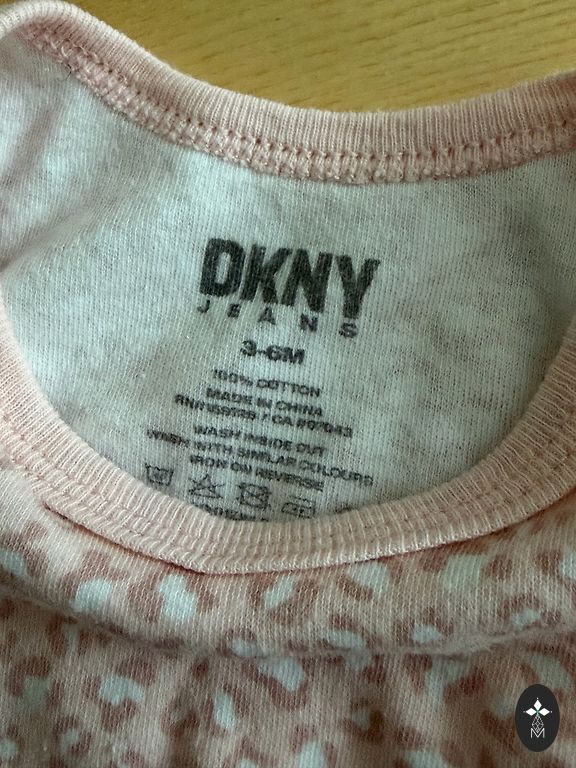 DKNY
JEANS
3-6M
100% COTTON
MADE IN CHINA
WASH INSIDE OUT
WASH WITH SIMILAR COLOURS
IRON ON REVERSE
M